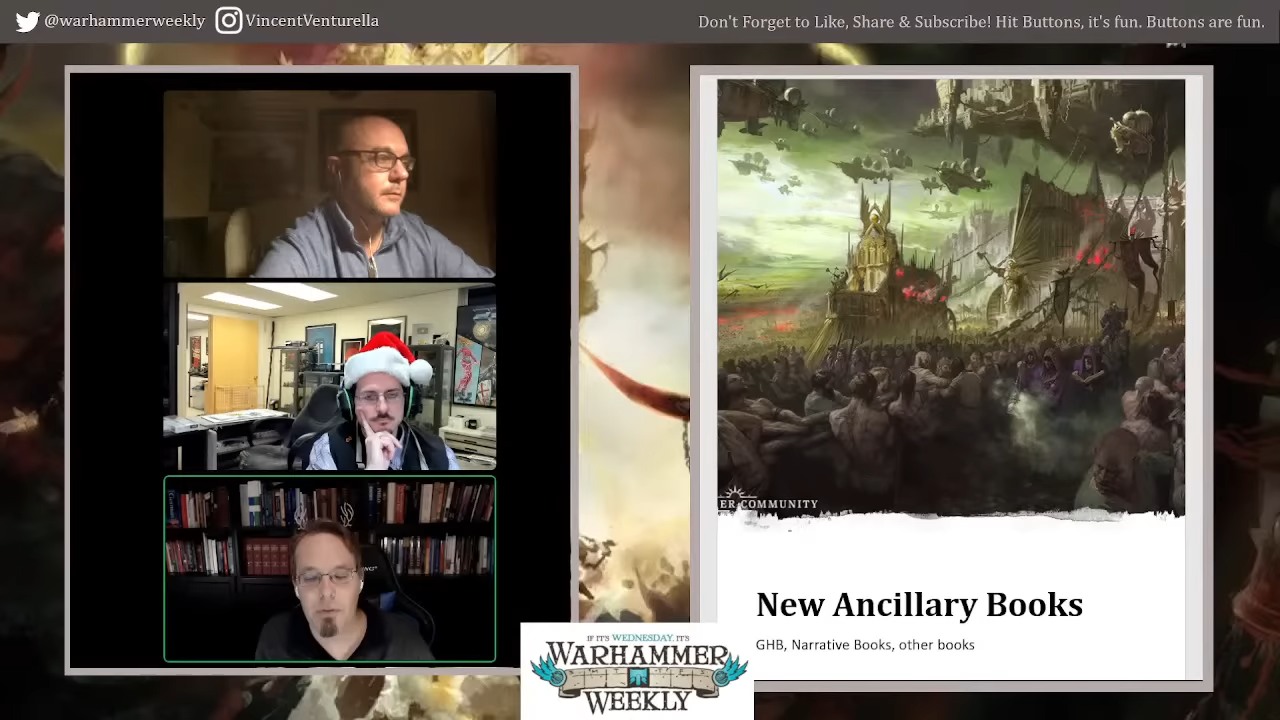 @warhammerweekly VincentVenturella
Don't Forget to Like, Share & Subscribe! Hit Buttons, it's fun. Buttons are fun.
ER COMMUNITY
New Ancillary Books
GHB, Narrative Books, other books
IF IT'S WEDNESDAY, IT'S
WARHAMMER
WEEKLY